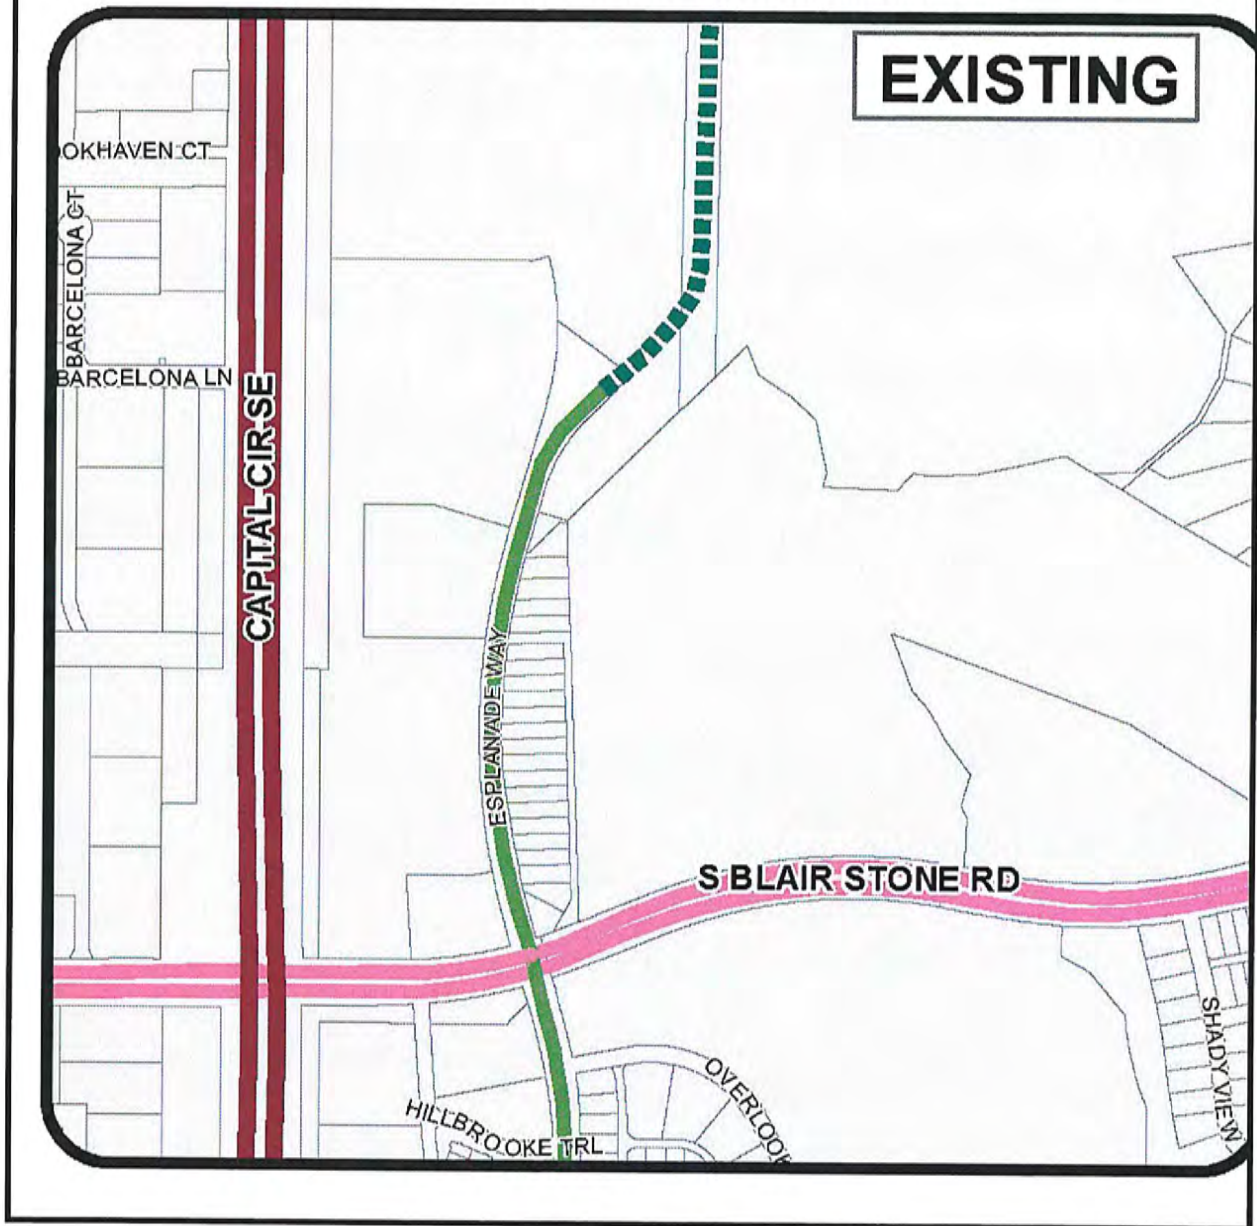 EXISTING
OKHAVEN CT
BARCELONA CT
BARCELONA LN
CAPITAL CIR SE
ESPLANADE WAY
S BLAIR STONE RD
SHADY VIEW
OVERLOOK
HILLBROOKE TRL